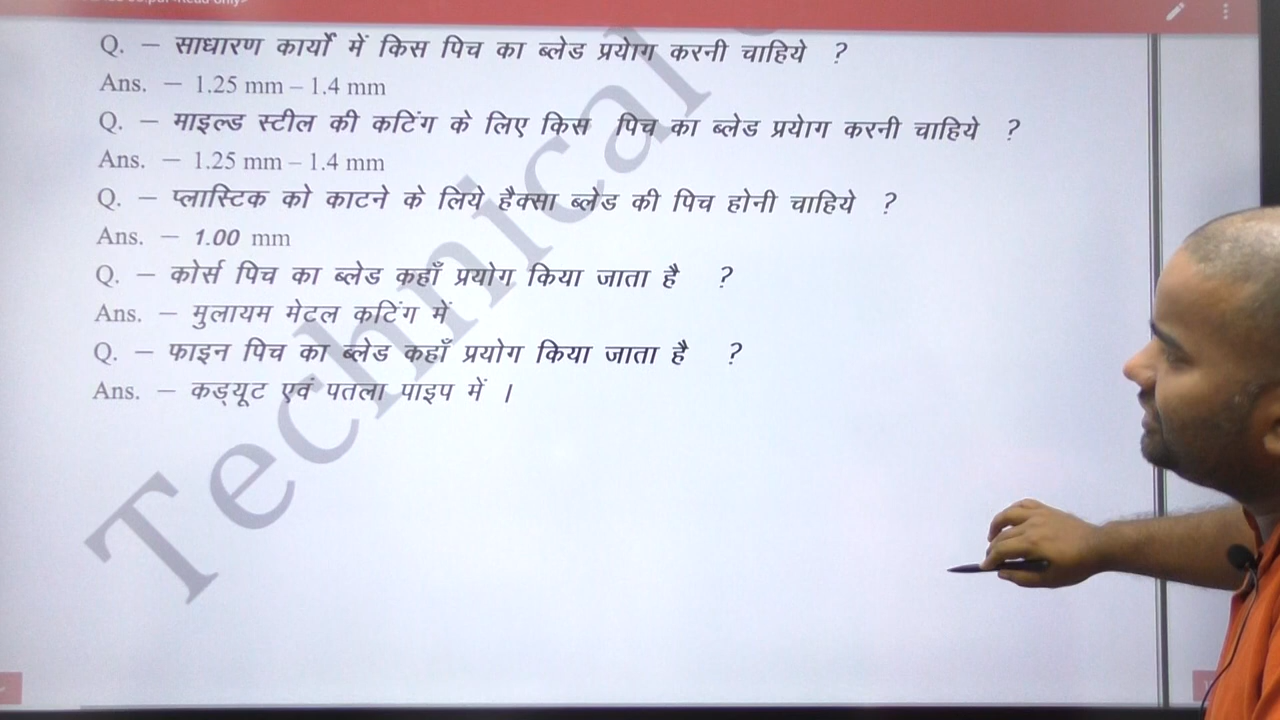 Q. – साधारण कार्यों में किस पिच का ब्लेड प्रयोग करनी चाहिये ?
Ans. – 1.25 mm – 1.4 mm
Q. – माइल्ड स्टील की कटिंग के लिए किस पिच का ब्लेड प्रयोग करनी चाहिये ?
Ans. – 1.25 mm – 1.4 mm
Q. – प्लास्टिक को काटने के लिये हैक्सा ब्लेड की पिच होनी चाहिये ?
Ans. – 1.00 mm
Q. – कोर्स पिच का ब्लेड कहाँ प्रयोग किया जाता है ?
Ans. – मुलायम मेटल कटिंग में
Q. – फाइन पिच का ब्लेड कहाँ प्रयोग किया जाता है ?
Ans. – कड्यूट एवं पतला पाइप में ।
Technical